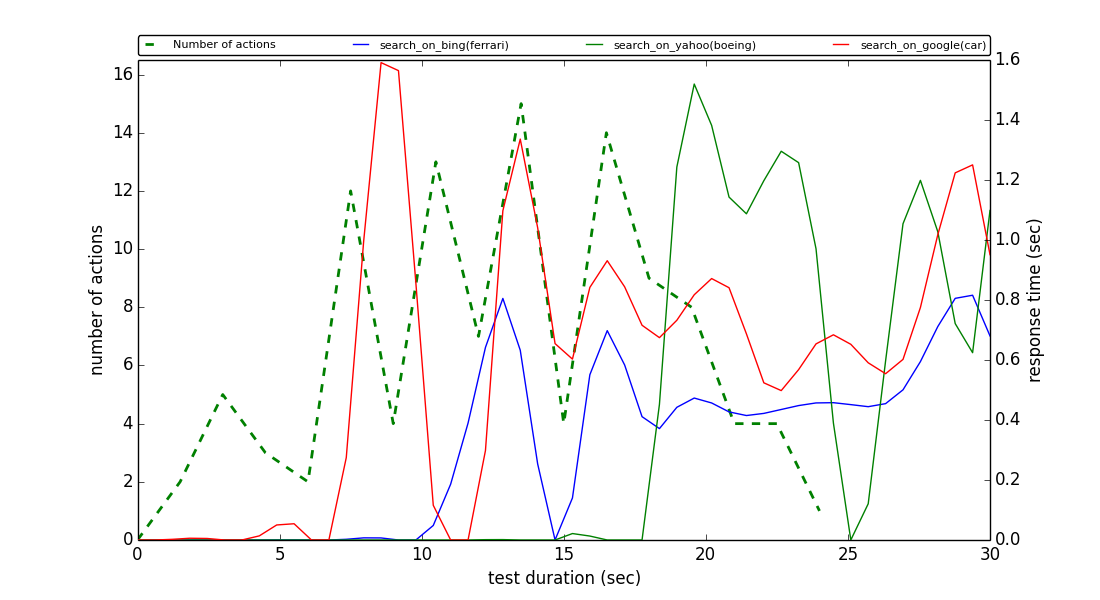 Number of actions search_on_bing(ferrari) search_on_yahoo(boeing) search_on_google(car)
16 1.6
14 1.4
12 1.2
10 1.0
8 0.8
6 0.6
4 0.4
2 0.2
0 0.0
number of actions
response time (sec)
0 5 10 15 20 25 30
test duration (sec)